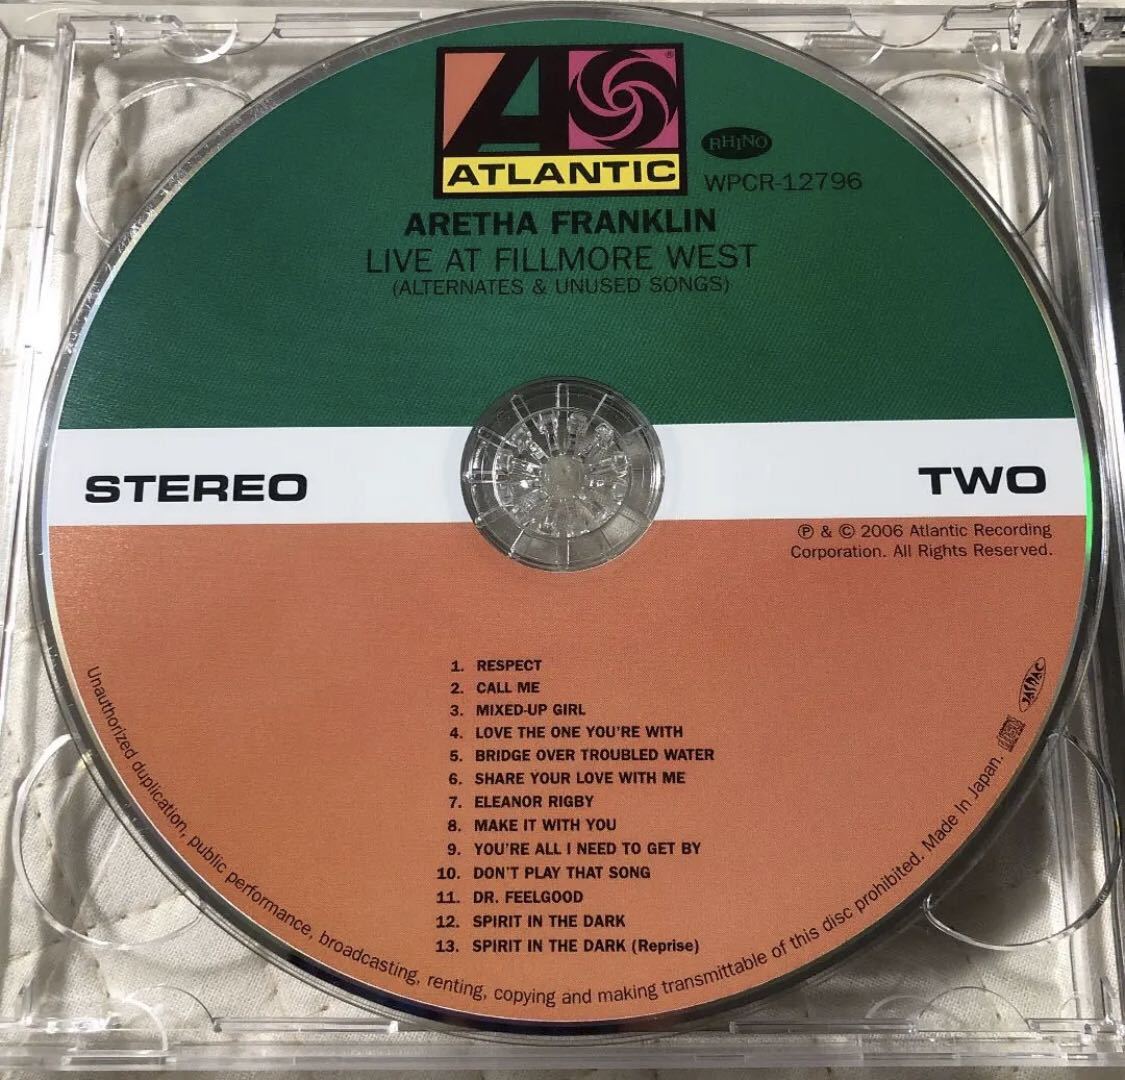 ATLANTIC
®
RHINO
WPCR-12796
ARETHA FRANKLIN
LIVE AT FILLMORE WEST
(ALTERNATES & UNUSED SONGS)
STEREO
TWO
℗ & © 2006 Atlantic Recording
Corporation. All Rights Reserved.
1. RESPECT
2. CALL ME
3. MIXED-UP GIRL
4. LOVE THE ONE YOU'RE WITH
5. BRIDGE OVER TROUBLED WATER
6. SHARE YOUR LOVE WITH ME
7. ELEANOR RIGBY
8. MAKE IT WITH YOU
9. YOU'RE ALL I NEED TO GET BY
10. DON'T PLAY THAT SONG
11. DR. FEELGOOD
12. SPIRIT IN THE DARK
13. SPIRIT IN THE DARK (Reprise)
Unauthorized duplication, public performance, broadcasting, renting, copying and making transmittable of this disc prohibited. Made In Japan.
JASRAC